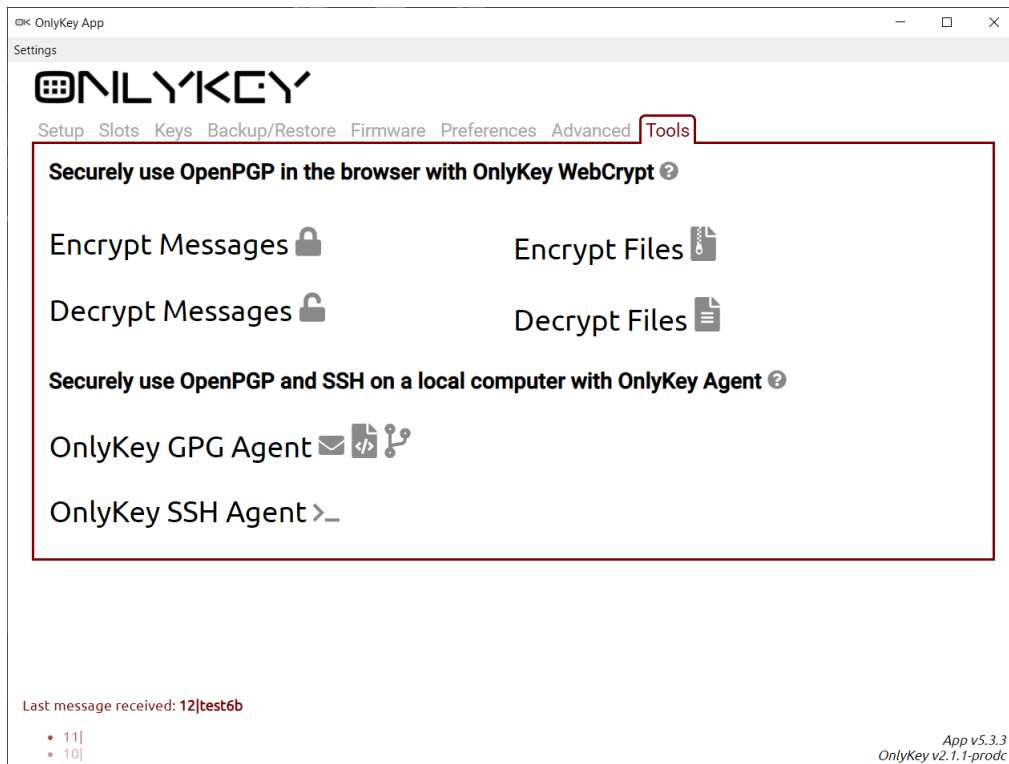 OnlyKey App
Settings
ONLYKEY
Setup Slots Keys Backup/Restore Firmware Preferences Advanced Tools
Securely use OpenPGP in the browser with OnlyKey WebCrypt
Encrypt Messages
Encrypt Files
Decrypt Messages
Decrypt Files
Securely use OpenPGP and SSH on a local computer with OnlyKey Agent
OnlyKey GPG Agent
OnlyKey SSH Agent
Last message received: 12|test6b
• 11|
• 10|
App v5.3.3
OnlyKey v2.1.1-prodc